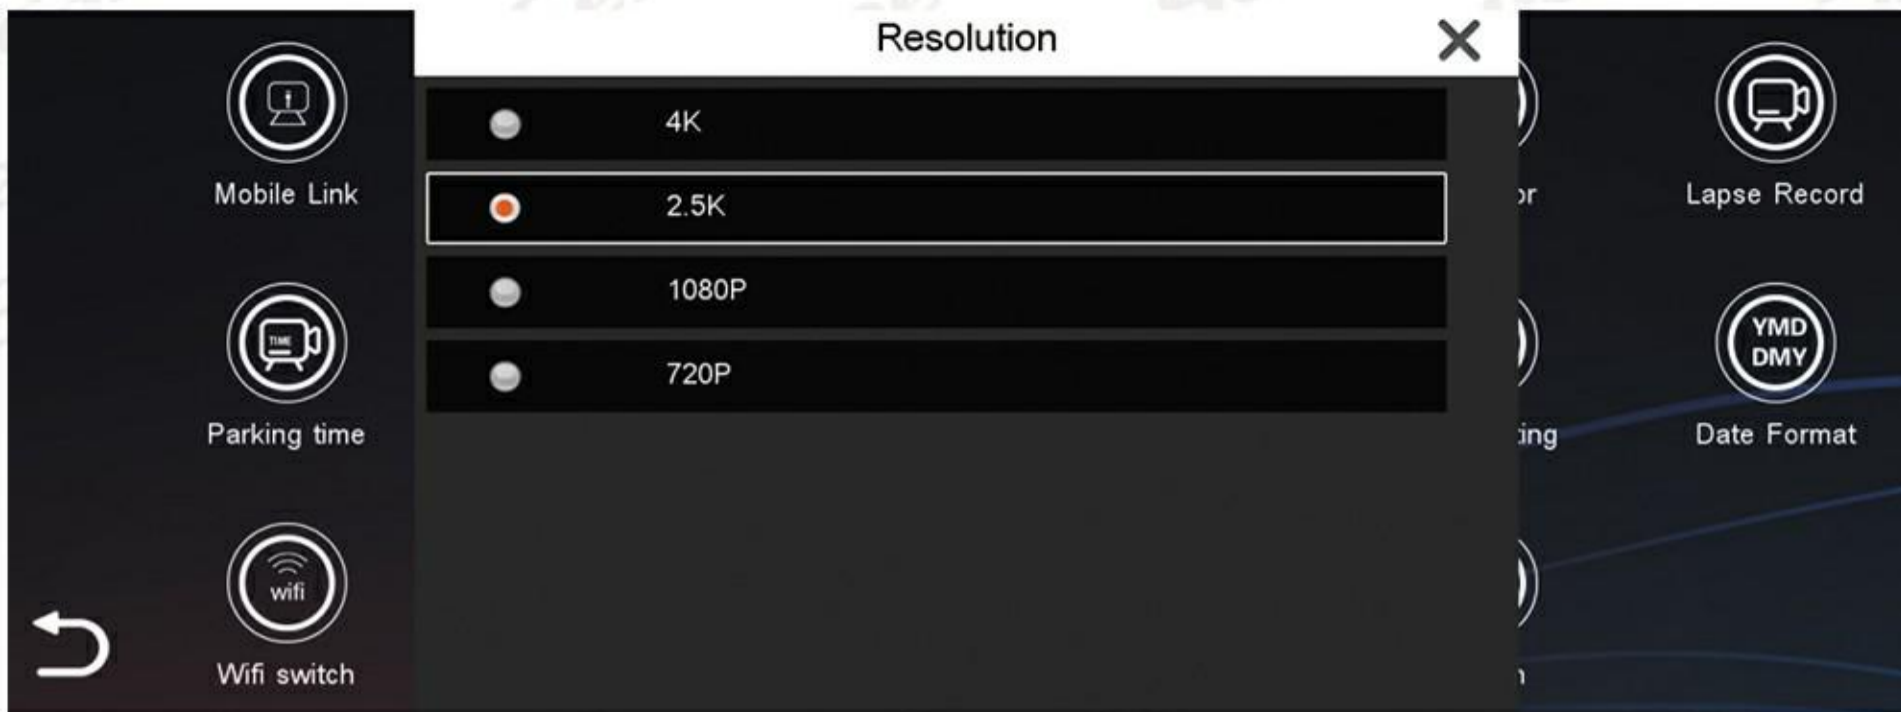 Resolution
4K
2.5K
1080P
720P
Mobile Link
TIME
Parking time
wifi
Wifi switch
Lapse Record
YMD
DMY
Date Format